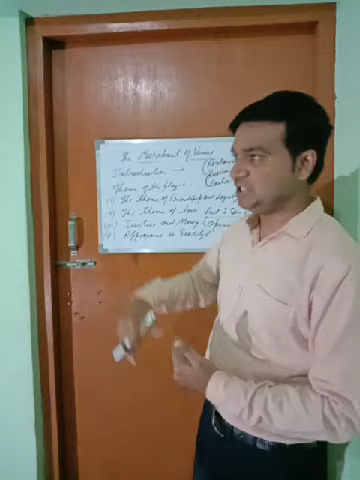 The Merchant of Venice
Introduction → (Antonio
Theme of the Play
(i) The theme of friendship and
(ii) The theme of love
(iii) Justice and Mercy
(iv) Appearance vs Reality